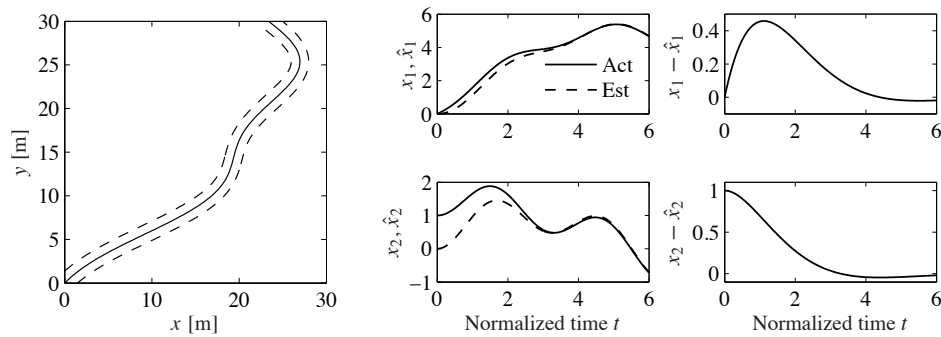 30
25
20
15
10
5
0
y [m]
0 10 20 30
x [m]
6
4
2
0
x₁, x̂₁
Act
Est
0 2 4 6
Normalized time t
0.4
0.2
0
x₁ − x̂₁
0 2 4 6
2
1
0
−1
x₂, x̂₂
0 2 4 6
Normalized time t
1
0.5
0
x₂ − x̂₂
0 2 4 6